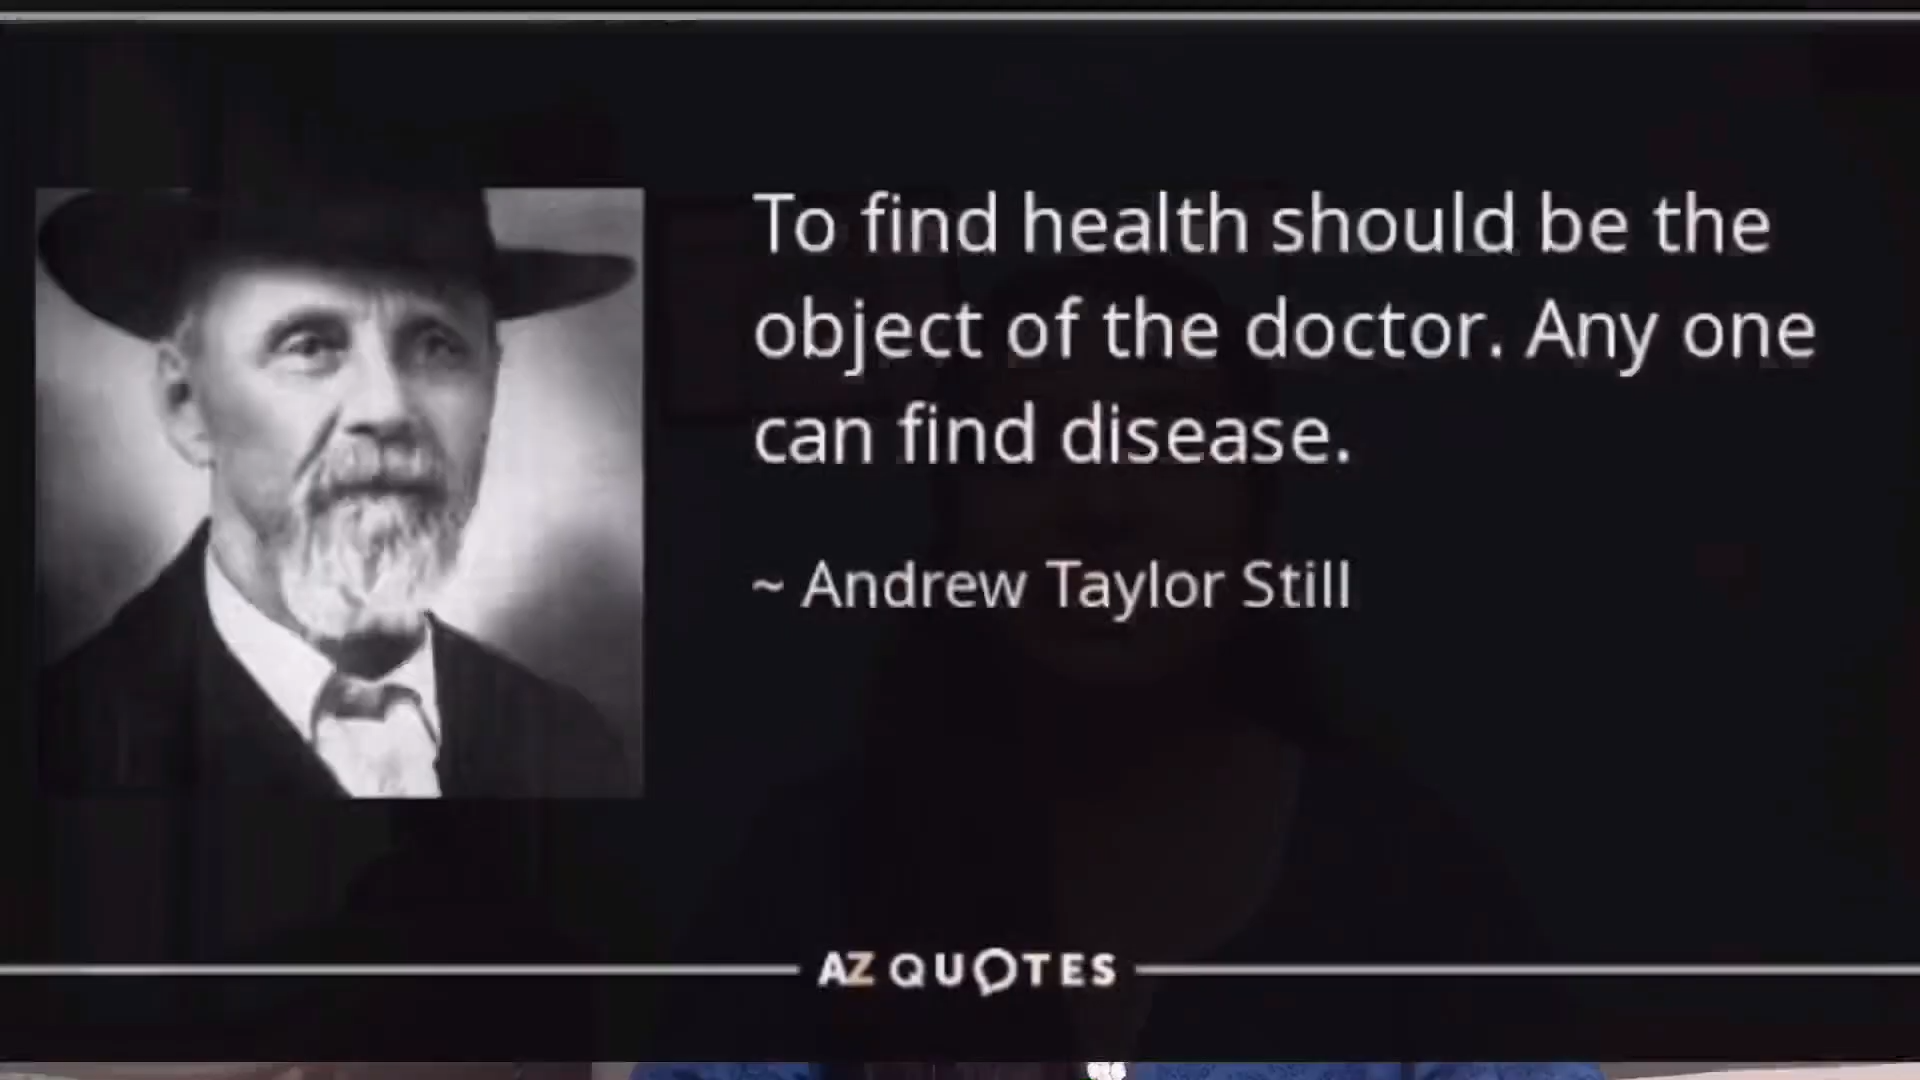 To find health should be the
object of the doctor. Any one
can find disease.
~ Andrew Taylor Still
AZ QUOTES